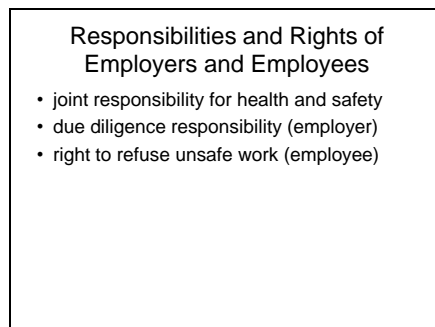 Responsibilities and Rights of
Employers and Employees
• joint responsibility for health and safety
• due diligence responsibility (employer)
• right to refuse unsafe work (employee)